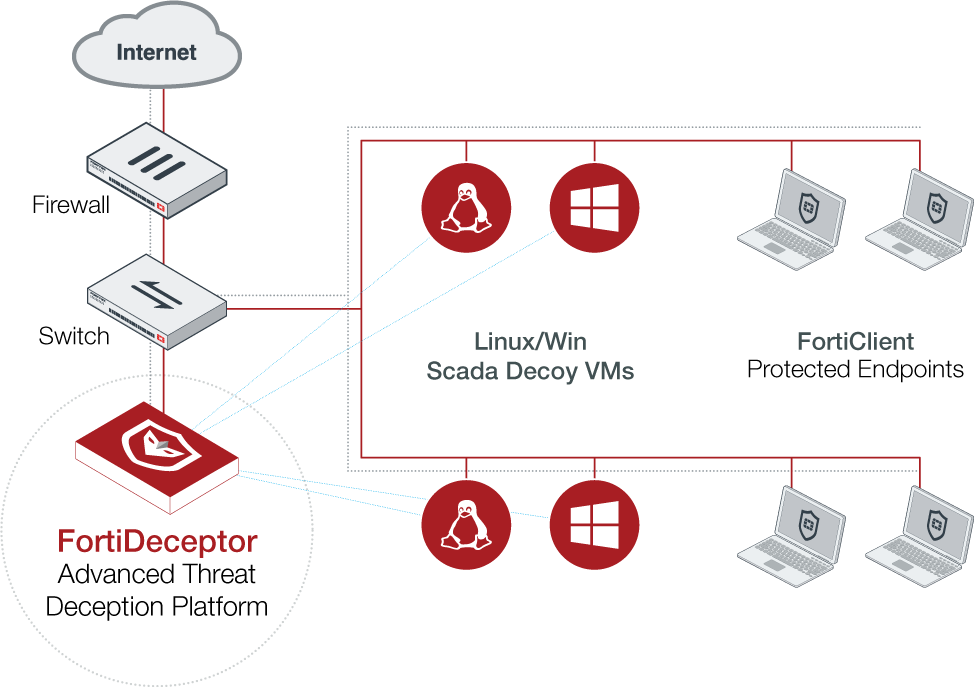 Internet
Firewall
Switch
Linux/Win
Scada Decoy VMs
FortiClient
Protected Endpoints
FortiDeceptor
Advanced Threat
Deception Platform